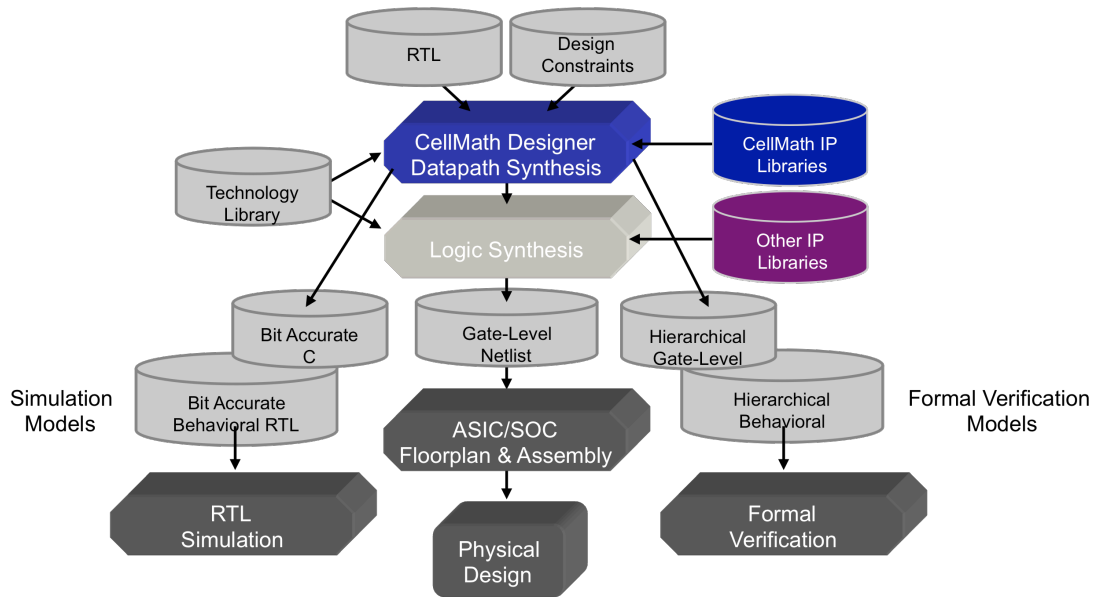 RTL
Design
Constraints
CellMath Designer
Datapath Synthesis
CellMath IP
Libraries
Technology
Library
Logic Synthesis
Other IP
Libraries
Bit Accurate
C
Gate-Level
Netlist
Hierarchical
Gate-Level
Simulation
Models
Bit Accurate
Behavioral RTL
ASIC/SOC
Floorplan & Assembly
Hierarchical
Behavioral
Formal Verification
Models
RTL
Simulation
Physical
Design
Formal
Verification